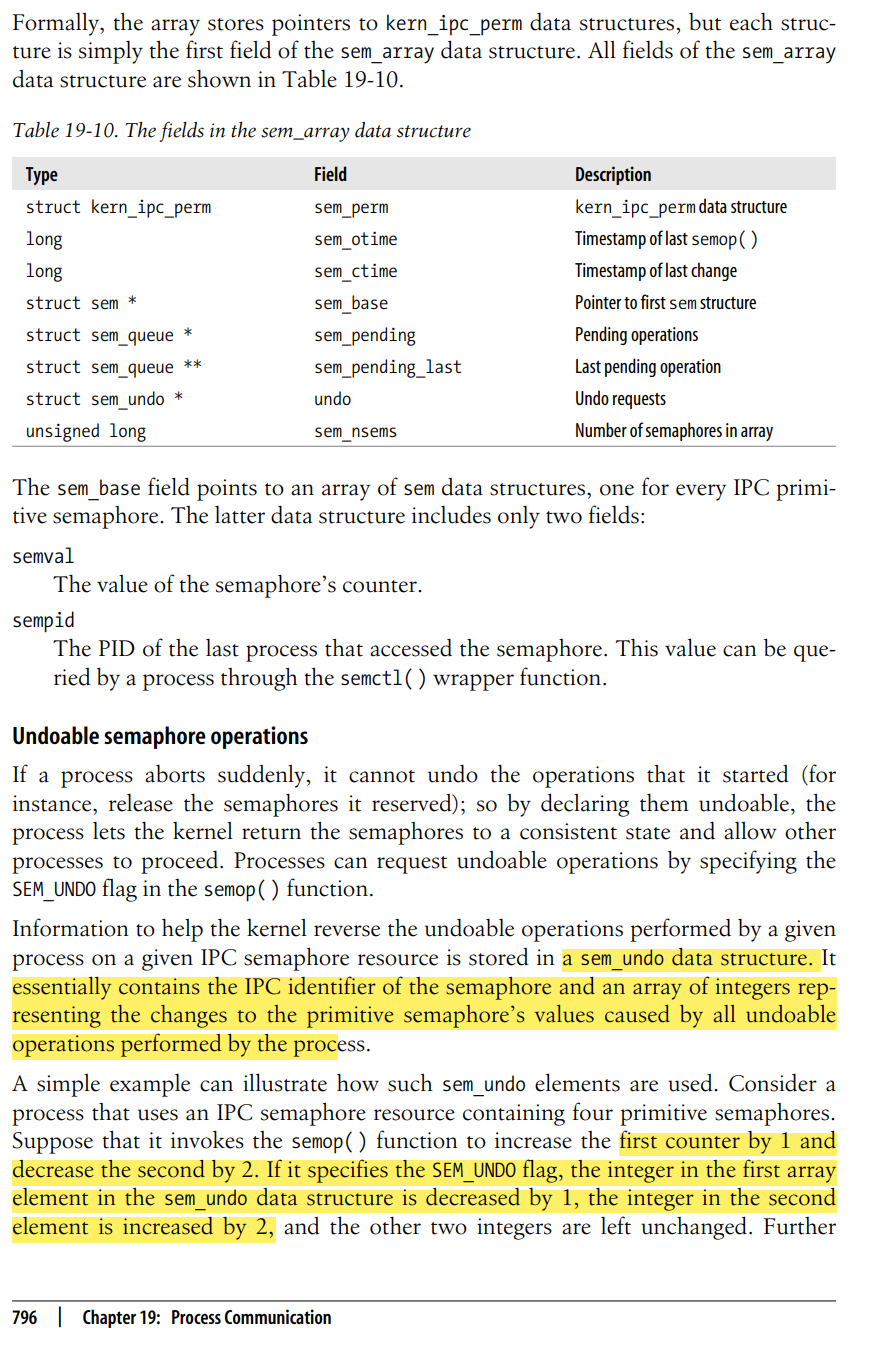 Formally, the array stores pointers to kern_ipc_perm data structures, but each struc-
ture is simply the first field of the sem_array data structure. All fields of the sem_array
data structure are shown in Table 19-10.
Table 19-10. The fields in the sem_array data structure
Type Field Description
struct kern_ipc_perm sem_perm kern_ipc_perm data structure
long sem_otime Timestamp of last semop( )
long sem_ctime Timestamp of last change
struct sem * sem_base Pointer to first sem structure
struct sem_queue * sem_pending Pending operations
struct sem_queue ** sem_pending_last Last pending operation
struct sem_undo * undo Undo requests
unsigned long sem_nsems Number of semaphores in array
The sem_base field points to an array of sem data structures, one for every IPC primi-
tive semaphore. The latter data structure includes only two fields:
semval
The value of the semaphore's counter.
sempid
The PID of the last process that accessed the semaphore. This value can be que-
ried by a process through the semctl( ) wrapper function.
Undoable semaphore operations
If a process aborts suddenly, it cannot undo the operations that it started (for
instance, release the semaphores it reserved); so by declaring them undoable, the
process lets the kernel return the semaphores to a consistent state and allow other
processes to proceed. Processes can request undoable operations by specifying the
SEM_UNDO flag in the semop( ) function.
Information to help the kernel reverse the undoable operations performed by a given
process on a given IPC semaphore resource is stored in a sem_undo data structure. It
essentially contains the IPC identifier of the semaphore and an array of integers rep-
resenting the changes to the primitive semaphore's values caused by all undoable
operations performed by the process.
A simple example can illustrate how such sem_undo elements are used. Consider a
process that uses an IPC semaphore resource containing four primitive semaphores.
Suppose that it invokes the semop( ) function to increase the first counter by 1 and
decrease the second by 2. If it specifies the SEM_UNDO flag, the integer in the first array
element in the sem_undo data structure is decreased by 1, the integer in the second
element is increased by 2, and the other two integers are left unchanged. Further
796 | Chapter 19: Process Communication